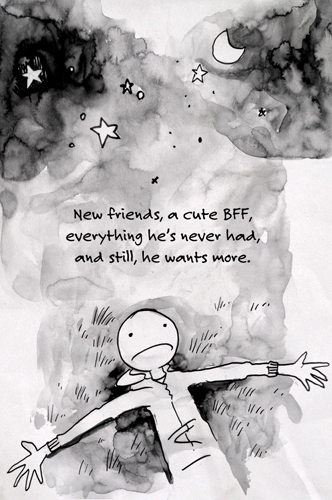 New friends, a cute BFF,
everything he's never had,
and still, he wants more.